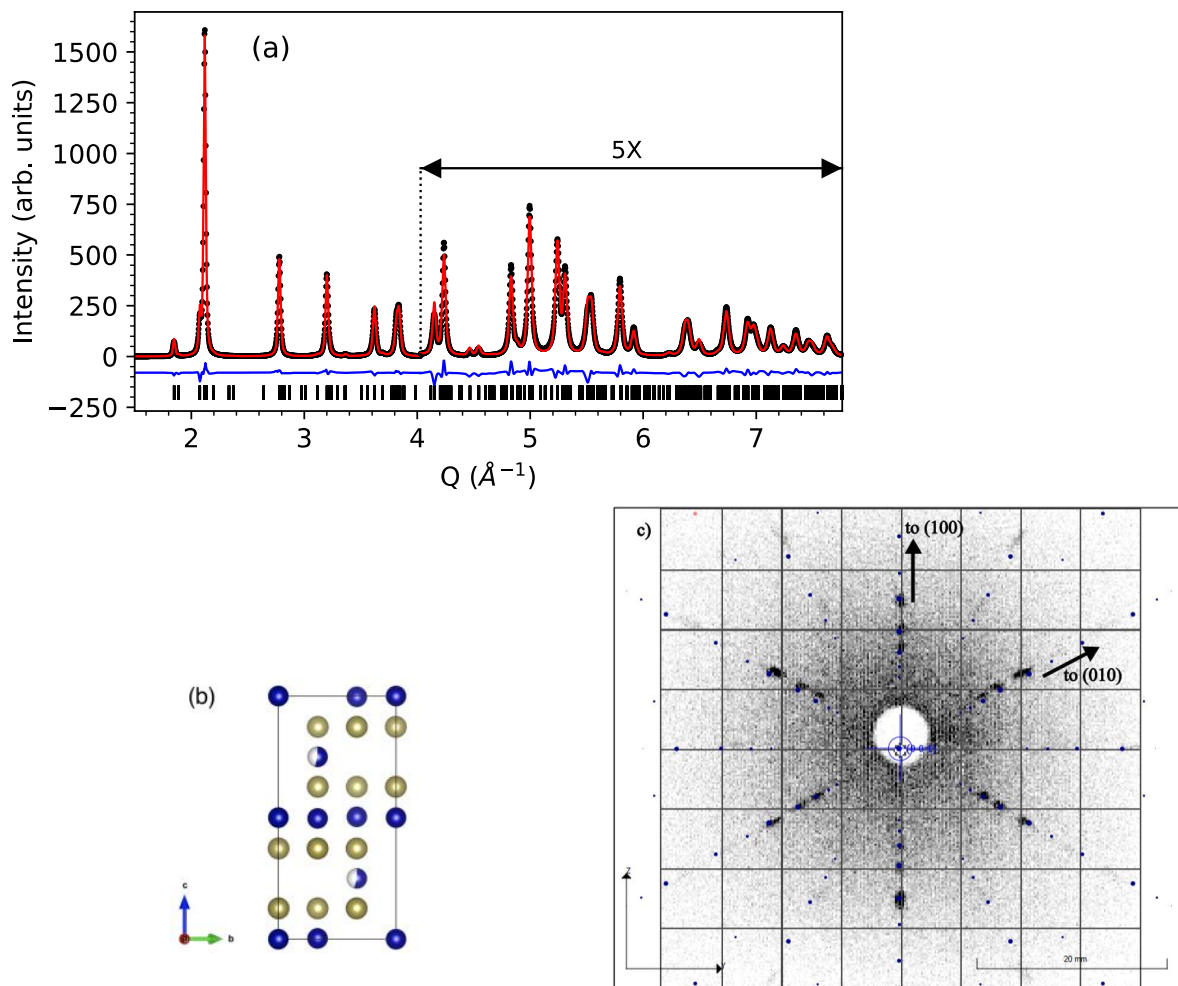 (a)
5X
Intensity (arb. units)
1500
1250
1000
750
500
250
0
−250
2 3 4 5 6 7
Q (Å⁻¹)
(b)
c
b
c)
to (100)
to (010)
Z
Y
20 mm